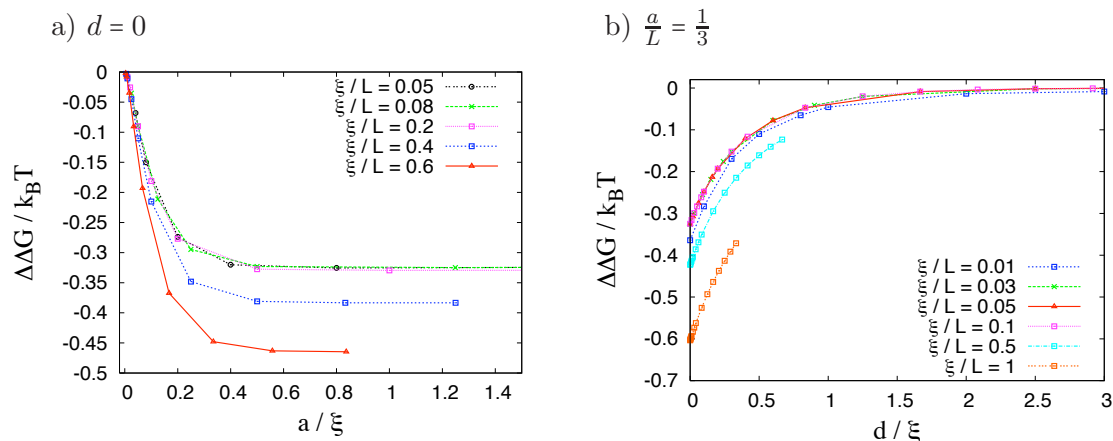 a) d = 0
ΔΔG / k_BT
0
-0.05
-0.1
-0.15
-0.2
-0.25
-0.3
-0.35
-0.4
-0.45
-0.5
ξ / L = 0.05
ξ / L = 0.08
ξ / L = 0.2
ξ / L = 0.4
ξ / L = 0.6
0 0.2 0.4 0.6 0.8 1.0 1.2 1.4
a / ξ
b) a/L = 1/3
ΔΔG / k_BT
0
-0.1
-0.2
-0.3
-0.4
-0.5
-0.6
-0.7
ξ / L = 0.01
ξ / L = 0.03
ξ / L = 0.05
ξ / L = 0.1
ξ / L = 0.5
ξ / L = 1
0 0.5 1 1.5 2 2.5 3
d / ξ